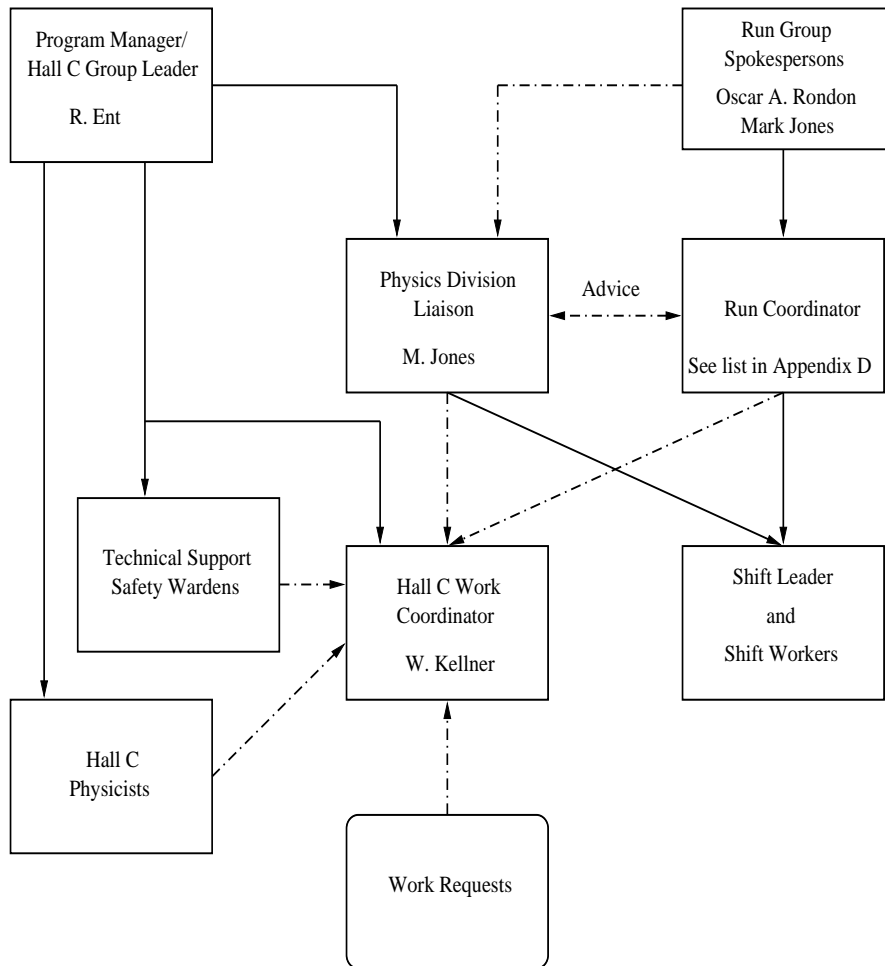 Program Manager/
Hall C Group Leader
R. Ent
Run Group
Spokespersons
Oscar A. Rondon
Mark Jones
Physics Division
Liaison
M. Jones
Advice
Run Coordinator
See list in Appendix D
Technical Support
Safety Wardens
Hall C Work
Coordinator
W. Kellner
Shift Leader
and
Shift Workers
Hall C
Physicists
Work Requests